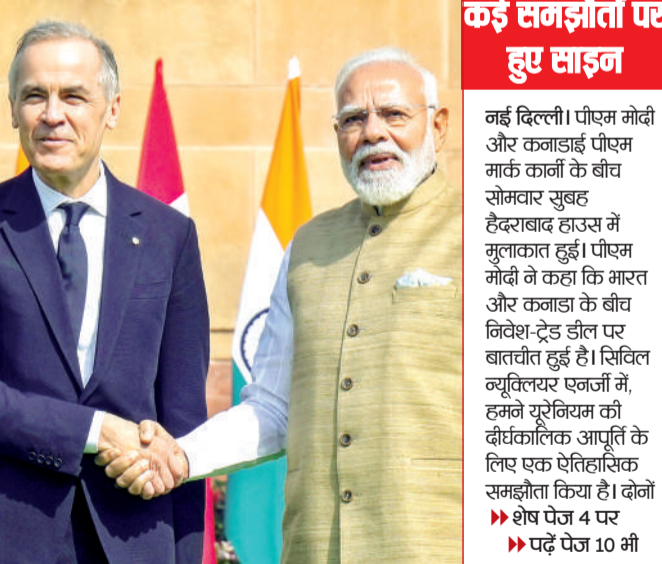 कई समझौतों पर
हुए साइन
नई दिल्ली। पीएम मोदी
और कनाडाई पीएम
मार्क कार्नी के बीच
सोमवार सुबह
हैदराबाद हाउस में
मुलाकात हुई। पीएम
मोदी ने कहा कि भारत
और कनाडा के बीच
निवेश-ट्रेड डील पर
बातचीत हुई है। सिविल
न्यूक्लियर एनर्जी में,
हमने यूरेनियम की
दीर्घकालिक आपूर्ति के
लिए एक ऐतिहासिक
समझौता किया है। दोनों
शेष पेज 4 पर
पढ़ें पेज 10 भी